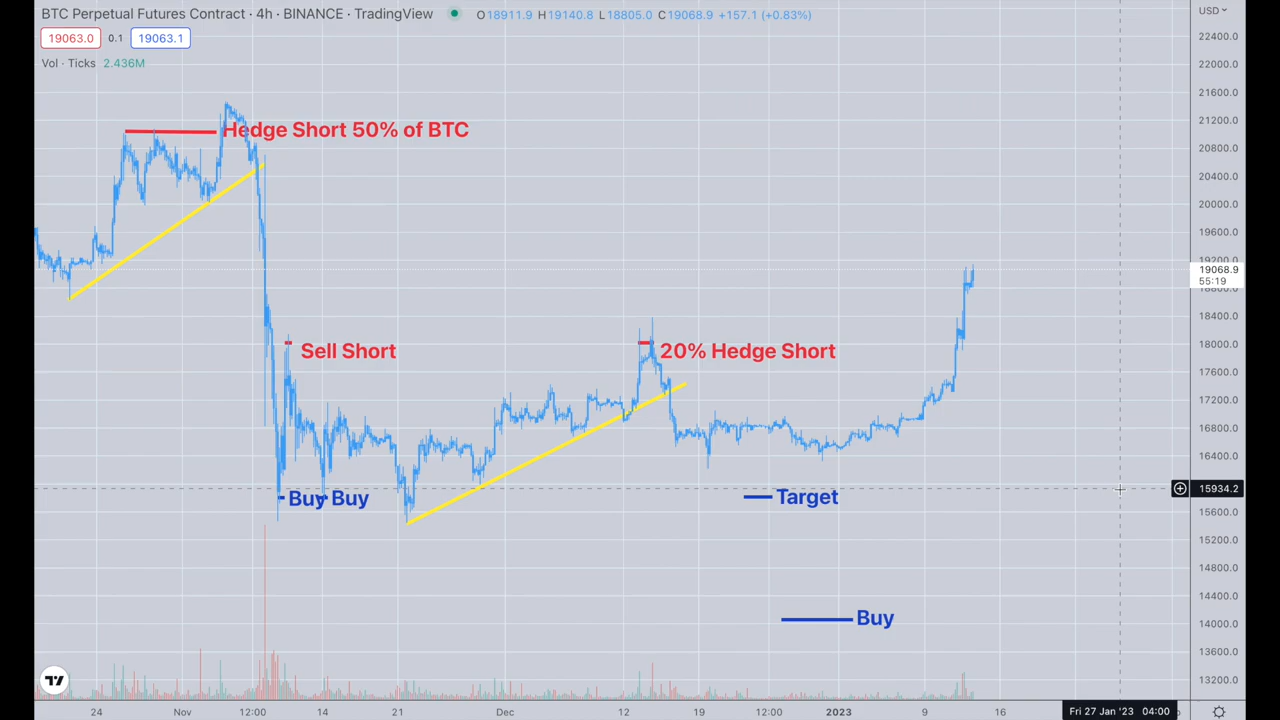 BTC Perpetual Futures Contract · 4h · BINANCE · TradingView O18911.9 H19140.8 L18805.0 C19068.9 +157.1 (+0.83%)
USD
19063.0 0.1 19063.1
Vol · Ticks 2.436M
22400.0
22000.0
21600.0
21200.0
Hedge Short 50% of BTC
20800.0
20400.0
20000.0
19600.0
19200.0
19068.9
55:19
18800.0
18400.0
18000.0
Sell Short
20% Hedge Short
17600.0
17200.0
16800.0
16400.0
15934.2
Buy Buy
Target
15600.0
15200.0
14800.0
14400.0
14000.0
Buy
13600.0
13200.0
24 Nov 12:00 14 21 Dec 12 19 12:00 2023 9 16 Fri 27 Jan '23 04:00